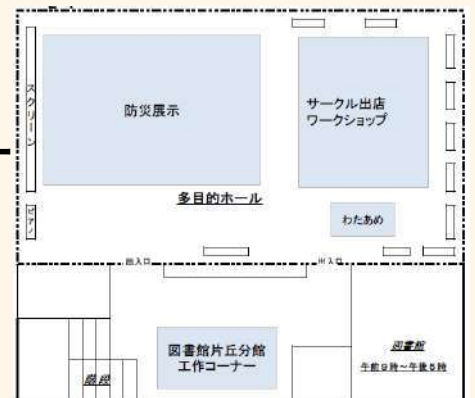 スクリーン
防災展示
サークル出店
ワークショップ
多目的ホール
ピアノ
わたあめ
出入口
出入口
図書館片丘分館
工作コーナー
階段
図書館
午前９時～午後５時